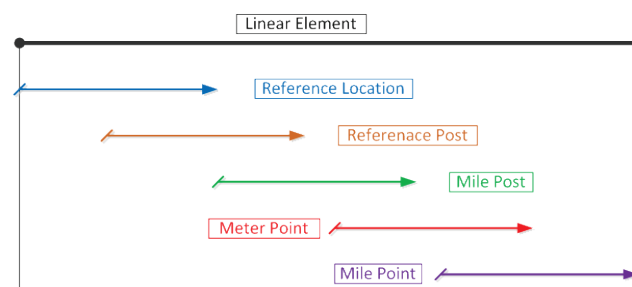 Linear Element
Reference Location
Referenace Post
Mile Post
Meter Point
Mile Point